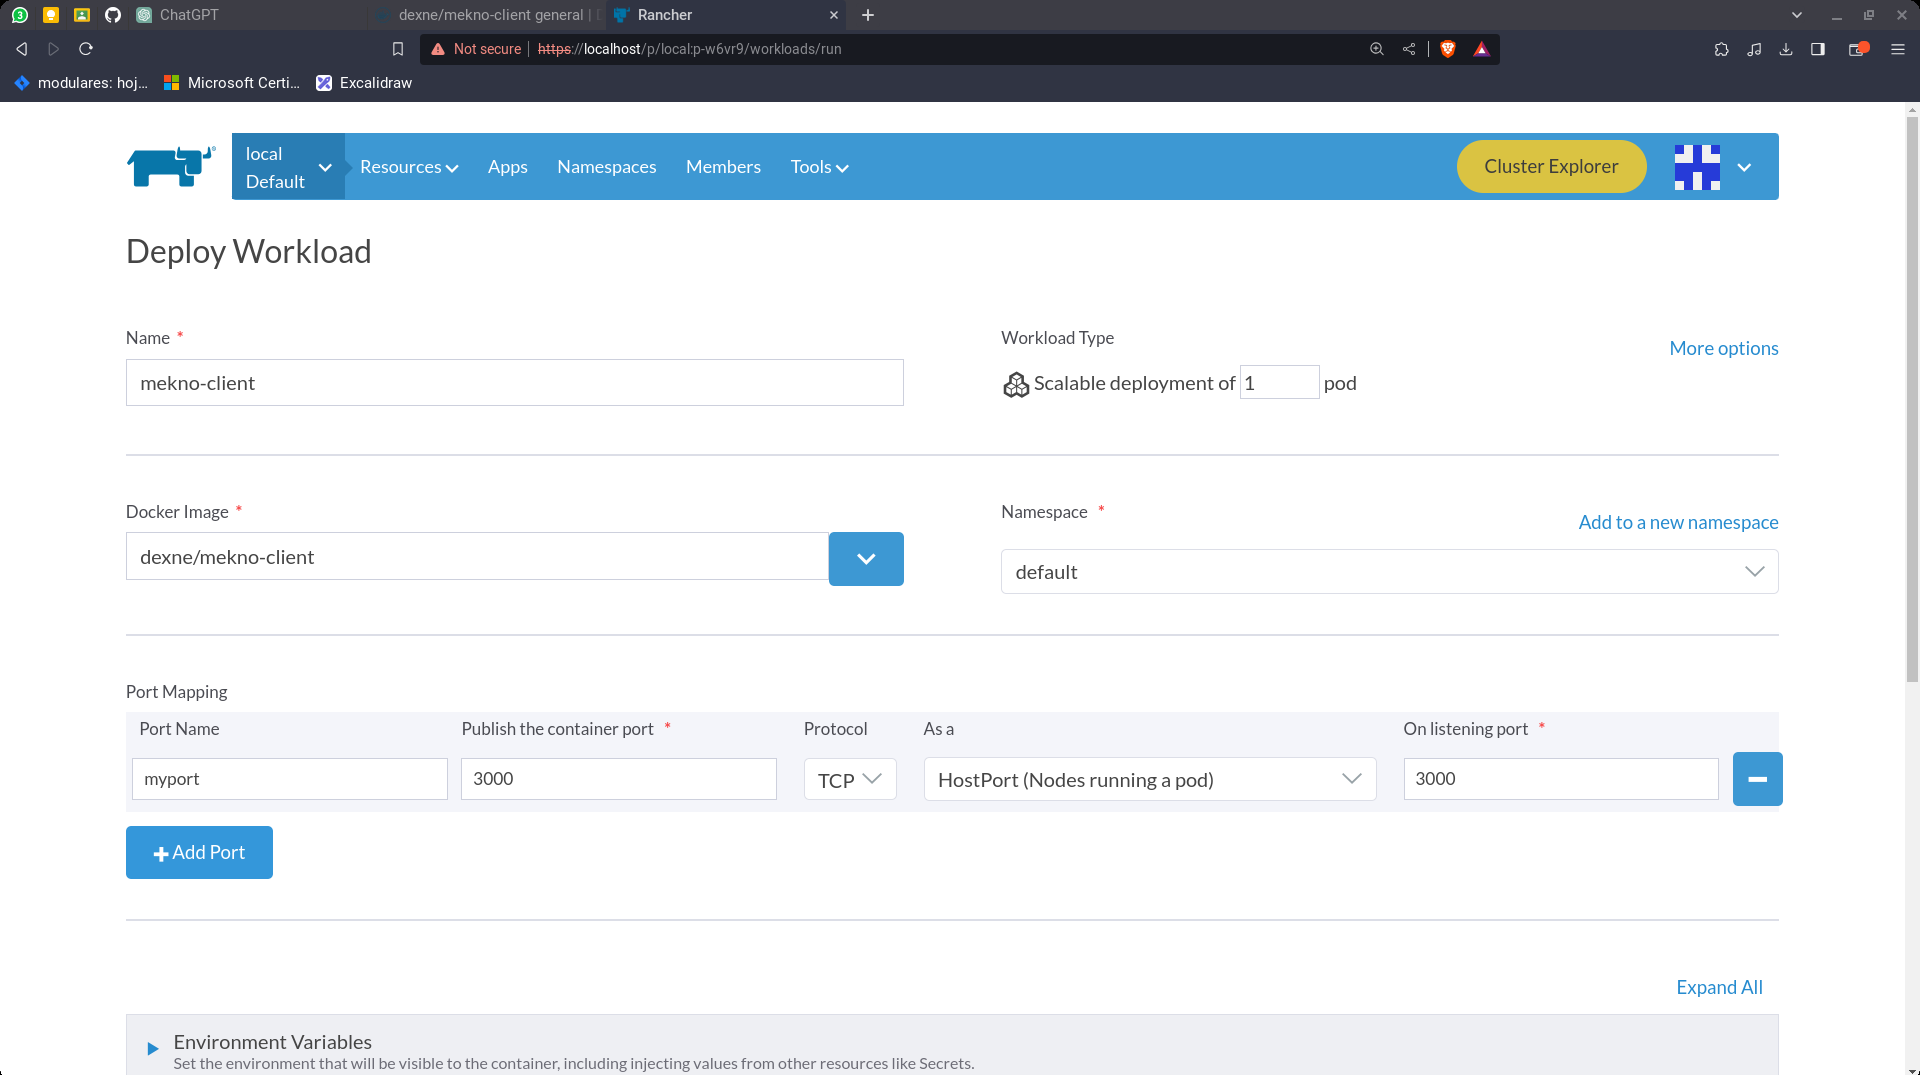 3
ChatGPT
dexne/mekno-client general |
Rancher
Not secure
https://localhost/p/local:p-w6vr9/workloads/run
modulares: hoj...
Microsoft Certi...
Excalidraw
local
Default
Resources
Apps
Namespaces
Members
Tools
Cluster Explorer
Deploy Workload
Name *
Workload Type
More options
mekno-client
Scalable deployment of 1 pod
Docker Image *
Namespace *
Add to a new namespace
dexne/mekno-client
default
Port Mapping
Port Name
Publish the container port *
Protocol
As a
On listening port *
myport
3000
TCP
HostPort (Nodes running a pod)
3000
Add Port
Expand All
Environment Variables
Set the environment that will be visible to the container, including injecting values from other resources like Secrets.